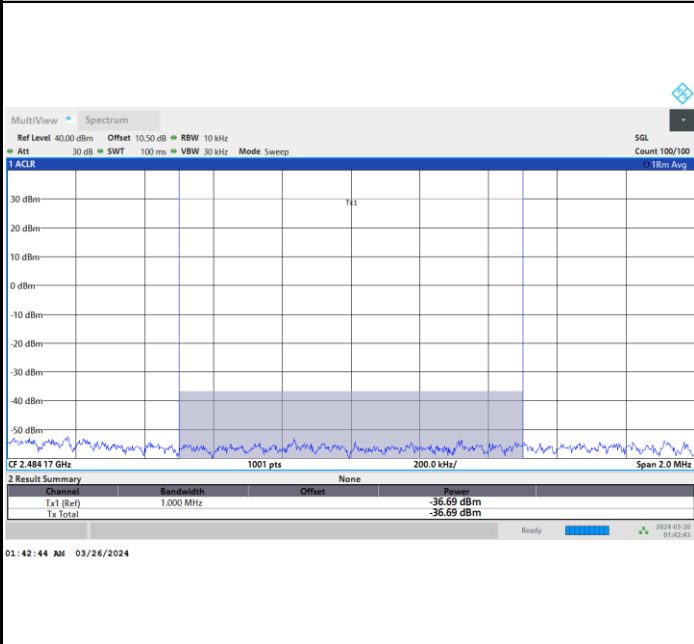 MultiView Spectrum
Ref Level 40.00 dBm Offset 10.50 dB RBW 10 kHz SGL
Att 30 dB SWT 100 ms VBW 30 kHz Mode Sweep Count 100/100
1 ACLR 1Rm Avg
30 dBm
Tx1
20 dBm
10 dBm
0 dBm
-10 dBm
-20 dBm
-30 dBm
-40 dBm
-50 dBm
CF 2.484 17 GHz 1001 pts 200.0 kHz/ Span 2.0 MHz
2 Result Summary None
Channel Bandwidth Offset Power
Tx1 (Ref) 1.000 MHz -36.69 dBm
Tx Total -36.69 dBm
Ready 2024-03-26
01:42:43
01:42:44 AM 03/26/2024